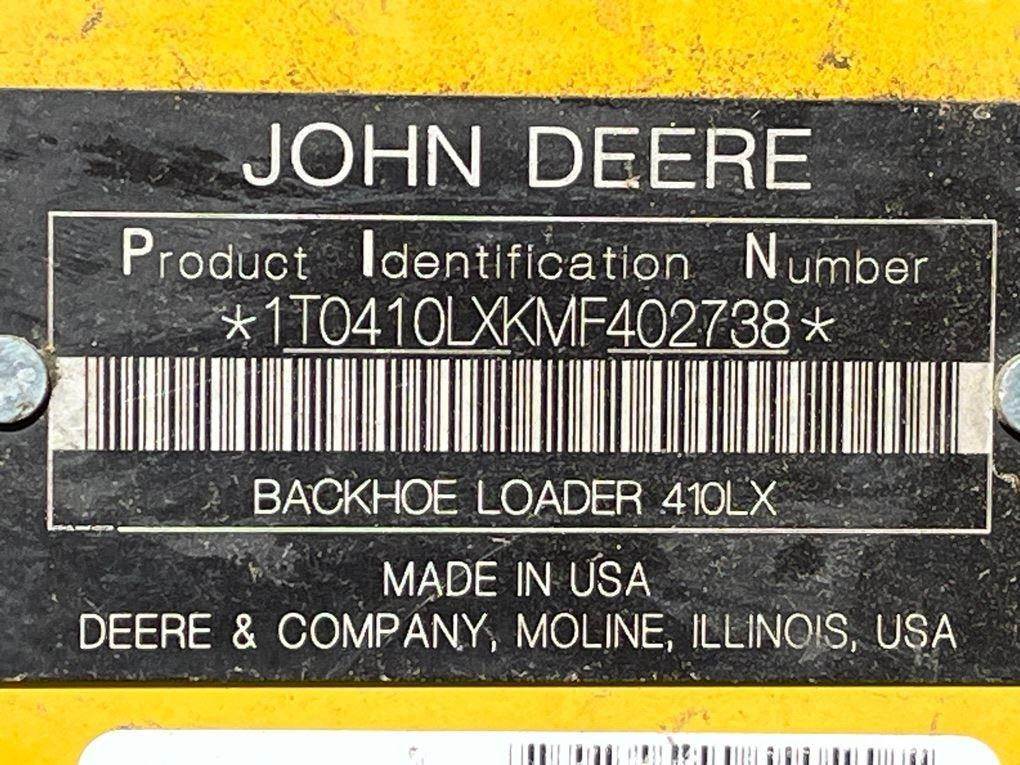 JOHN DEERE
Product Identification Number
*1T0410LXKMF402738*
BACKHOE LOADER 410LX
MADE IN USA
DEERE & COMPANY, MOLINE, ILLINOIS, USA